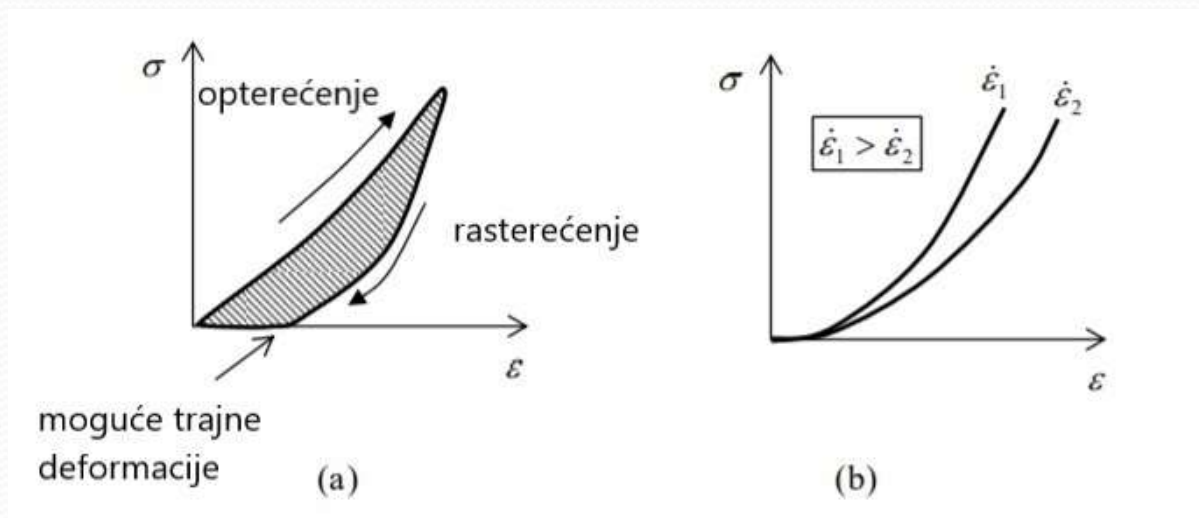 σ
opterećenje
rasterećenje
ε
moguće trajne
deformacije
(a)
σ
ε̇₁
ε̇₂
ε̇₁ > ε̇₂
ε
(b)